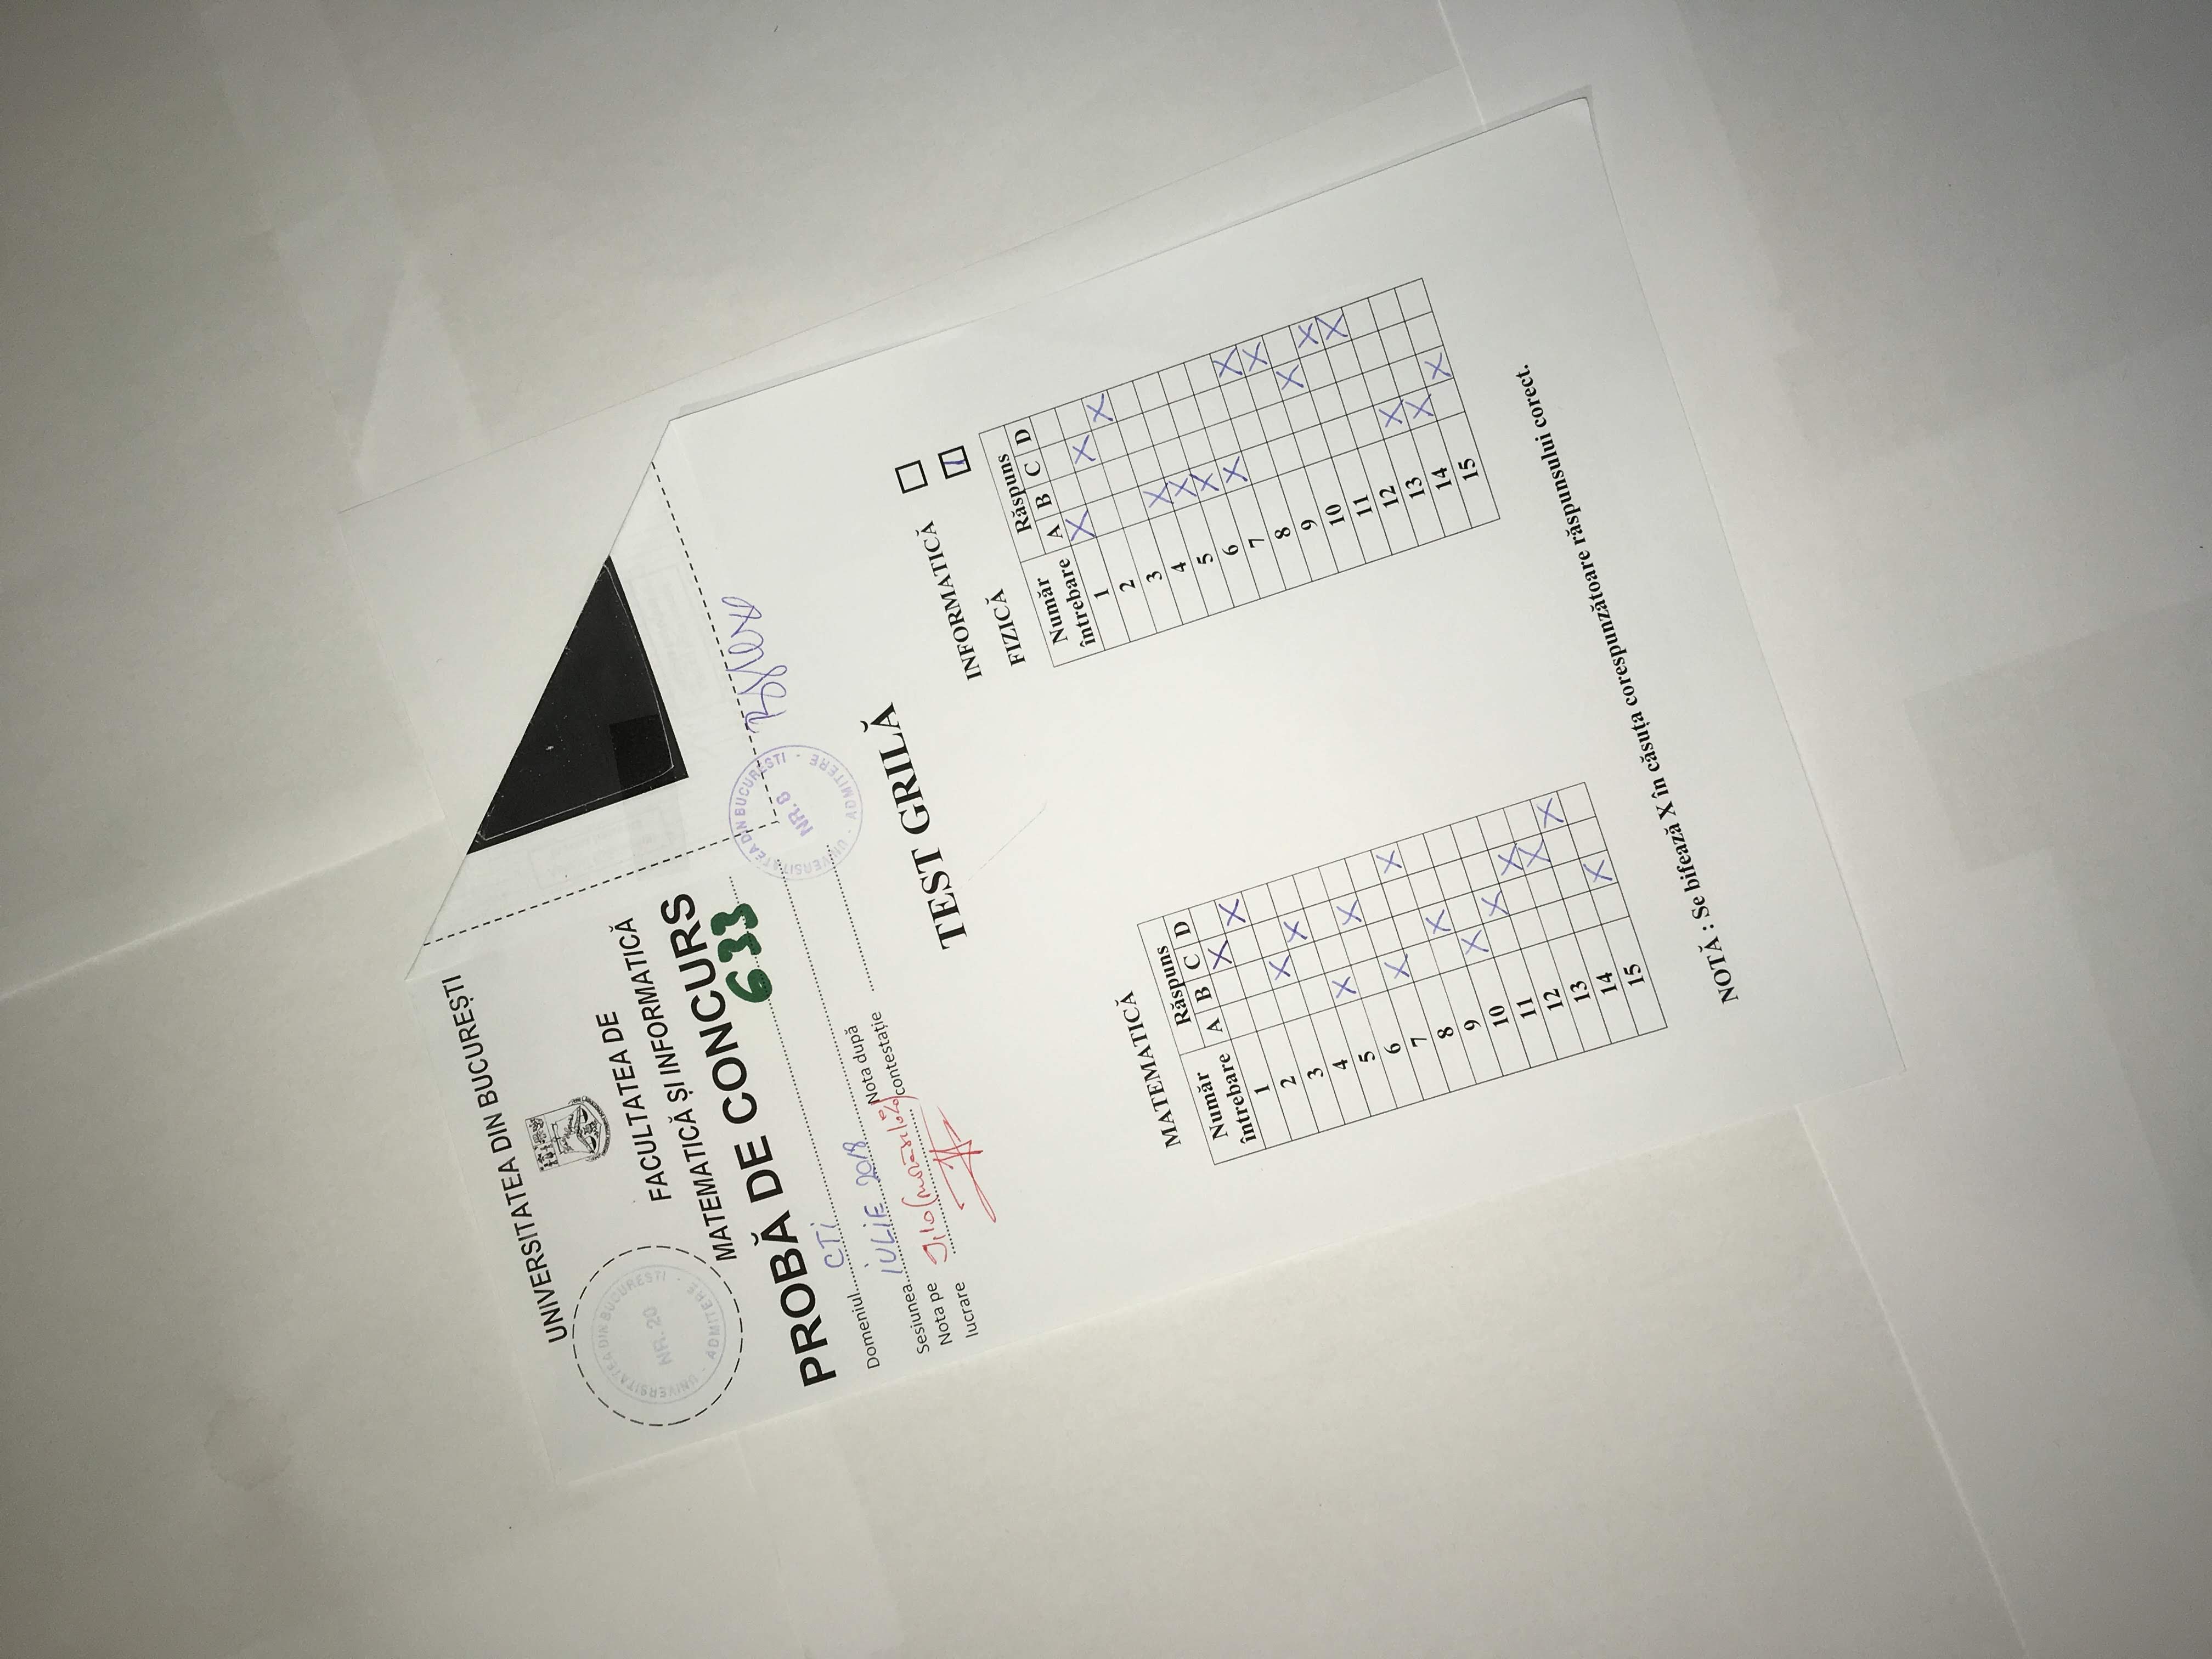 UNIVERSITATEA DIN BUCUREȘTI
FACULTATEA DE
MATEMATICĂ ȘI INFORMATICĂ
UNIVERSITATEA DIN BUCUREȘTI
NR. 20
ADMITERE
PROBĂ DE CONCURS
633
Domeniul CTI
Sesiunea IULIE 2018
Nota pe lucrare 9,10
Nota după contestație
UNIVERSITATEA DIN BUCUREȘTI
NR. 8
ADMITERE
TEST GRILĂ
INFORMATICĂ
FIZICĂ
MATEMATICĂ
Număr întrebare Răspuns
A B C D
1 X
2 X
3 X
4 X
5 X
6 X
7 X
8 X
9 X
10 X
11 X
12 X
13 X
14 X
15 X
Număr întrebare Răspuns
A B C D
1 X
2 X
3 X
4 X
5 X
6 X
7 X
8 X
9 X
10 X
11 X
12 X
13 X
14 X
15 X
NOTĂ : Se bifează X în căsuța corespunzătoare răspunsului corect.